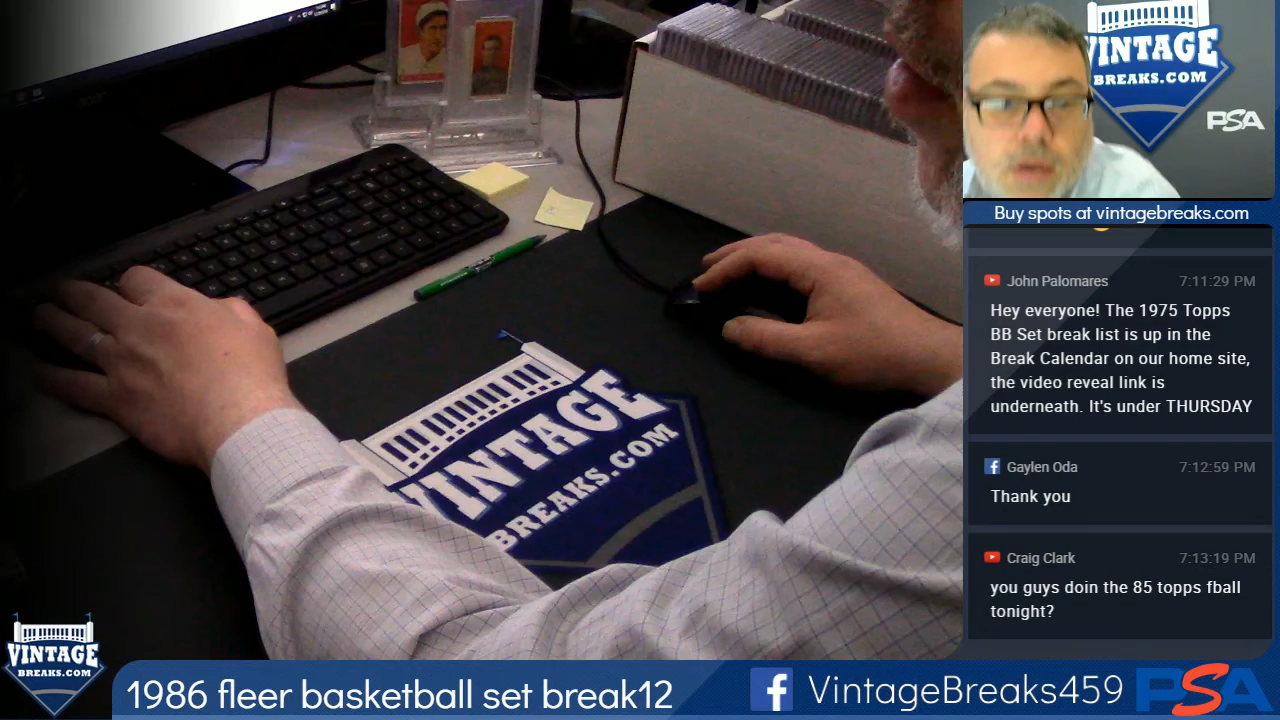 VINTAGE
BREAKS.COM
PSA
Buy spots at vintagebreaks.com
John Palomares 7:11:29 PM
Hey everyone! The 1975 Topps
BB Set break list is up in the
Break Calendar on our home site,
the video reveal link is
underneath. It's under THURSDAY
Gaylen Oda 7:12:59 PM
Thank you
Craig Clark 7:13:19 PM
you guys doin the 85 topps fball
tonight?
VINTAGE
BREAKS.COM
VINTAGE
BREAKS.COM
1986 fleer basketball set break12
VintageBreaks459
PSA